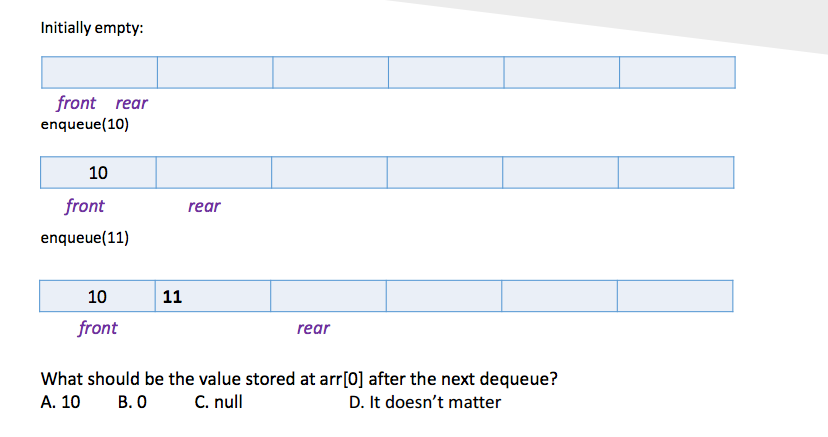 Initially empty:
front rear
enqueue(10)
10
front rear
enqueue(11)
10 11
front rear
What should be the value stored at arr[0] after the next dequeue?
A. 10 B. 0 C. null D. It doesn’t matter